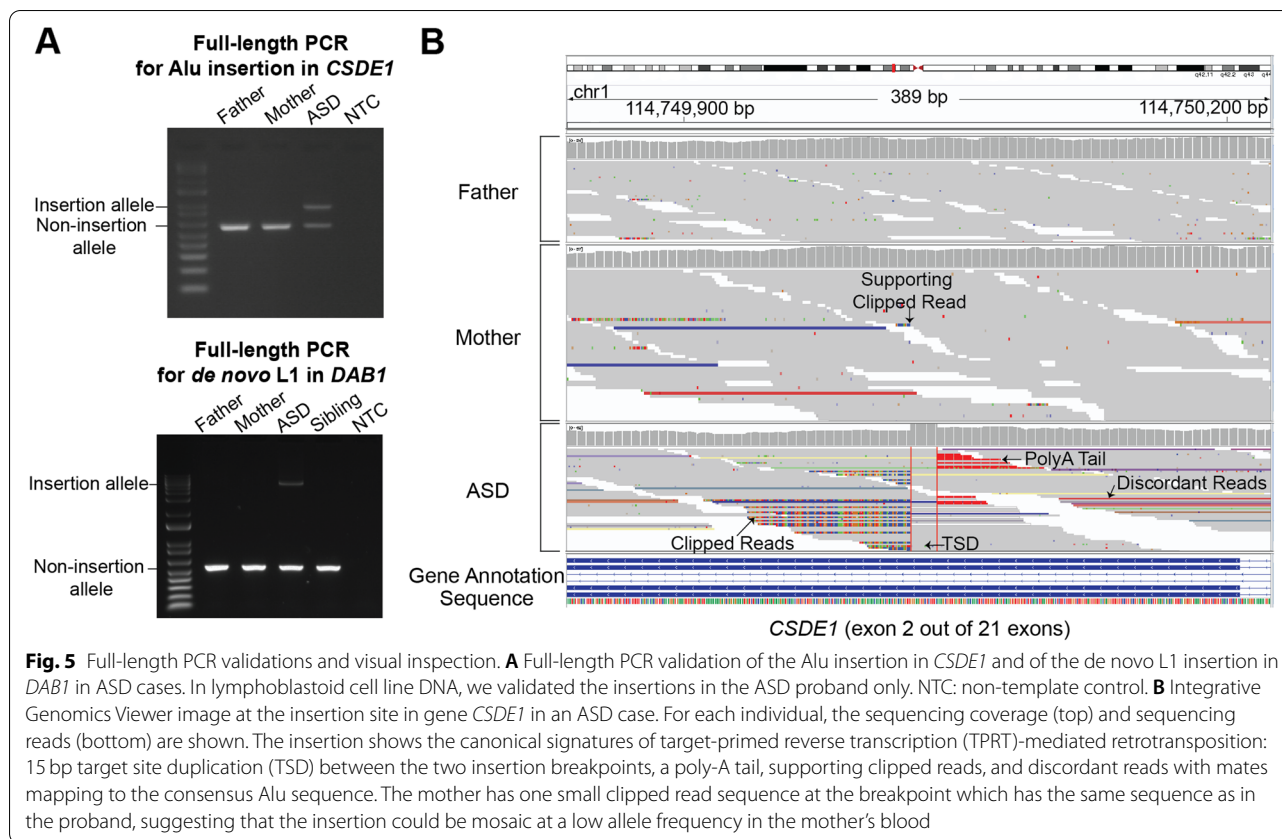 A
Full-length PCR
for Alu insertion in CSDE1
Father
Mother
ASD
NTC
Insertion allele
Non-insertion
allele
Full-length PCR
for de novo L1 in DAB1
Father
Mother
ASD
Sibling
NTC
Insertion allele
Non-insertion
allele
B
q42.11 q42.2 q43
chr1
389 bp
114,749,900 bp
114,750,200 bp
Father
Mother
Supporting
Clipped Read
ASD
PolyA Tail
Discordant Reads
Clipped Reads
TSD
Gene Annotation
Sequence
CSDE1 (exon 2 out of 21 exons)
Fig. 5 Full-length PCR validations and visual inspection. A Full-length PCR validation of the Alu insertion in CSDE1 and of the de novo L1 insertion in
DAB1 in ASD cases. In lymphoblastoid cell line DNA, we validated the insertions in the ASD proband only. NTC: non-template control. B Integrative
Genomics Viewer image at the insertion site in gene CSDE1 in an ASD case. For each individual, the sequencing coverage (top) and sequencing
reads (bottom) are shown. The insertion shows the canonical signatures of target-primed reverse transcription (TPRT)-mediated retrotransposition:
15 bp target site duplication (TSD) between the two insertion breakpoints, a poly-A tail, supporting clipped reads, and discordant reads with mates
mapping to the consensus Alu sequence. The mother has one small clipped read sequence at the breakpoint which has the same sequence as in
the proband, suggesting that the insertion could be mosaic at a low allele frequency in the mother's blood